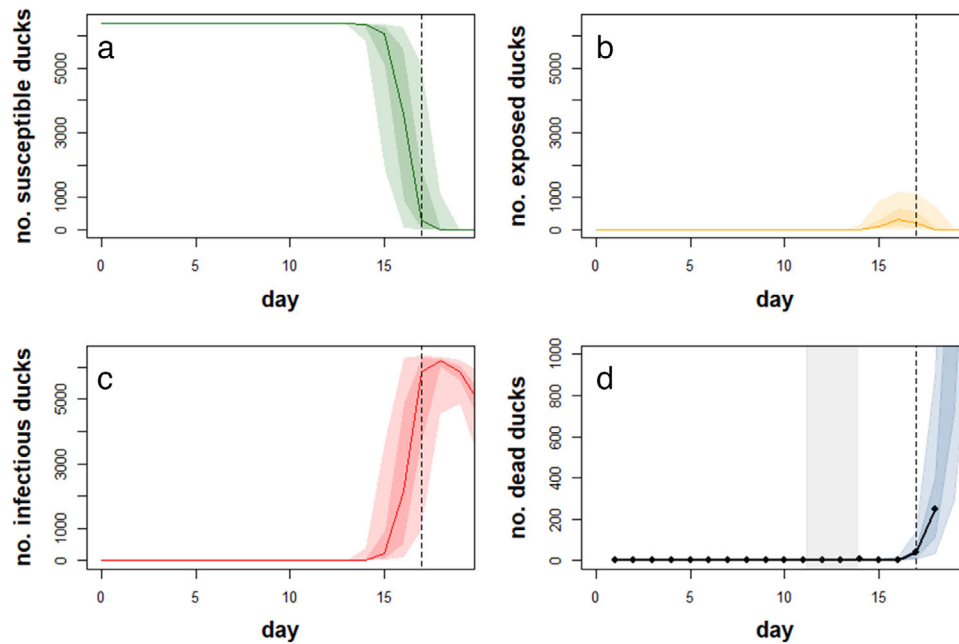 a
no. susceptible ducks
0 1000 3000 5000
0 5 10 15
day
b
no. exposed ducks
0 1000 3000 5000
0 5 10 15
day
c
no. infectious ducks
0 1000 3000 5000
0 5 10 15
day
d
no. dead ducks
0 200 400 600 800 1000
0 5 10 15
day